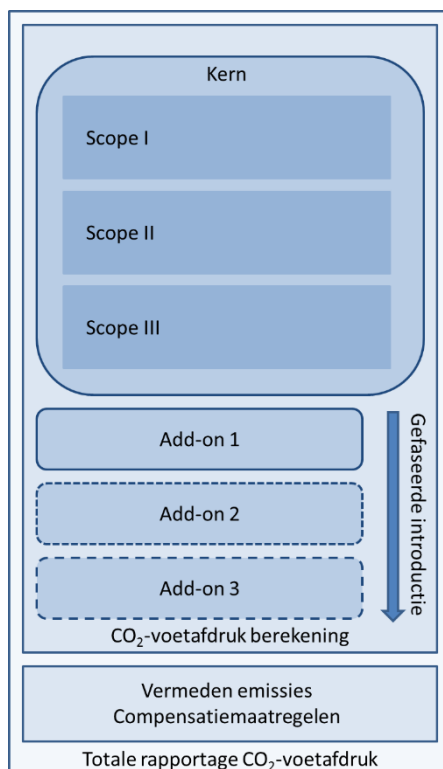 Kern
Scope I
Scope II
Scope III
Add-on 1
Add-on 2
Add-on 3
Gefaseerde introductie
CO₂-voetafdruk berekening
Vermeden emissies
Compensatiemaatregelen
Totale rapportage CO₂-voetafdruk